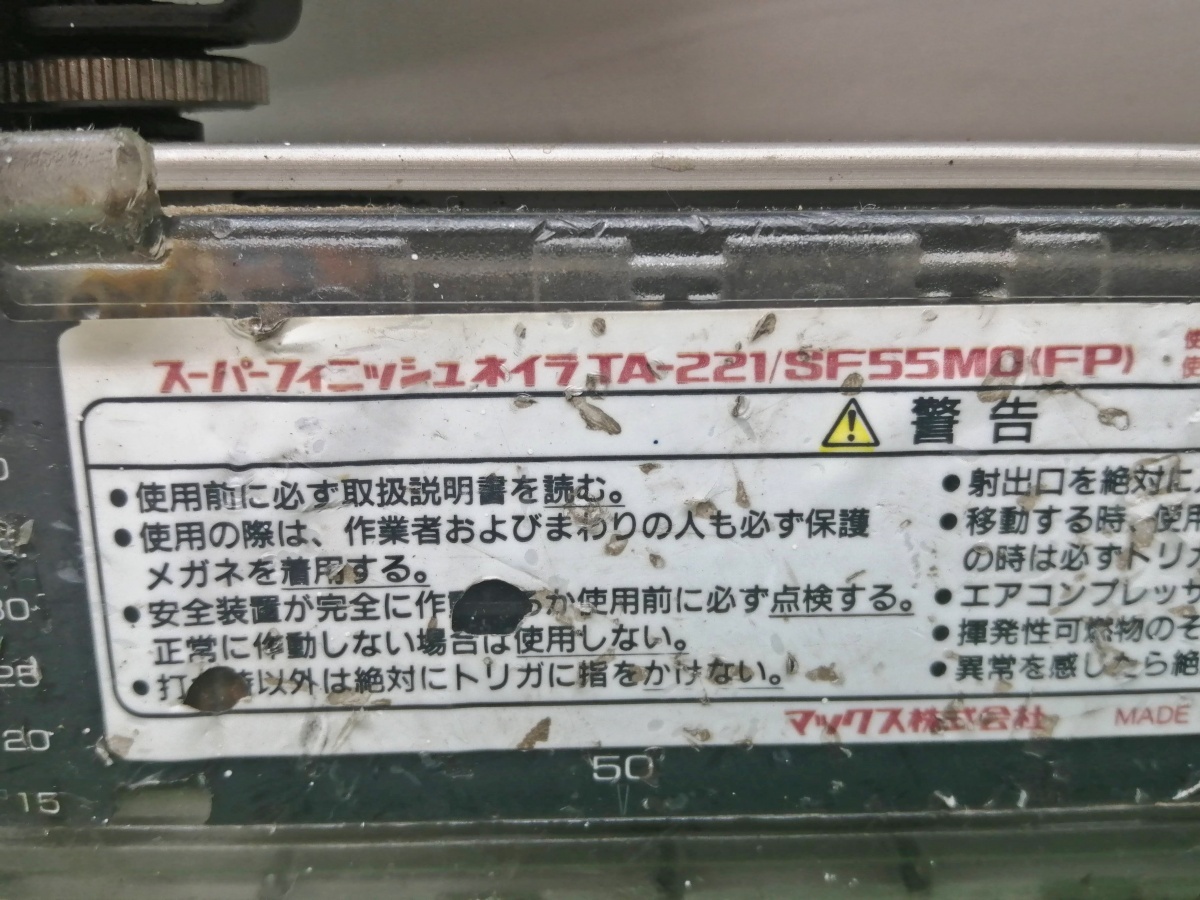 スーパーフィニッシュネイラ TA-221/SF55M0(FP)
使
使
警告
●使用前に必ず取扱説明書を読む。
●使用の際は、作業者およびまわりの人も必ず保護
メガネを着用する。
●安全装置が完全に作 か使用前に必ず点検する。
正常に作動しない場合は使用しない。
●打 以外は絶対にトリガに指をかけない。
●射出口を絶対に
●移動する時、使用
の時は必ずトリガ
●エアコンプレッサ
●揮発性可燃物のそ
●異常を感じたら絶
マックス株式会社 MADE
50
0
30
25
20
15